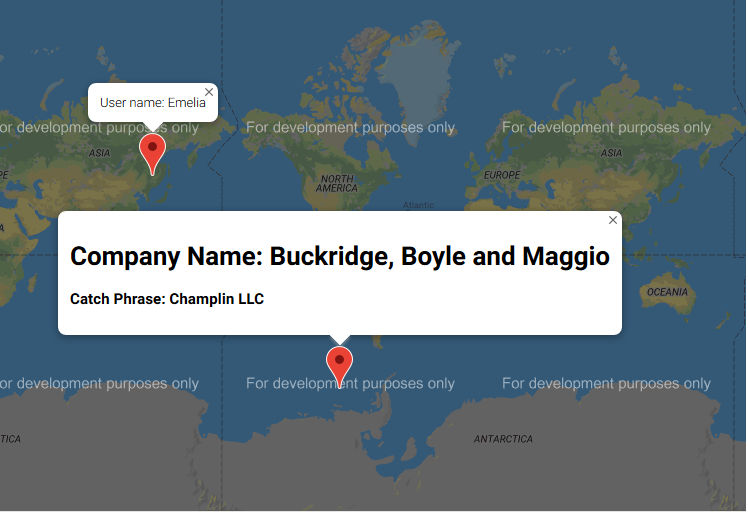 User name: Emelia
or development purposes only
For development purposes only
For development purposes only
ASIA
PE
NORTH
AMERICA
EUROPE
ASIA
Atlantic
A
Company Name: Buckridge, Boyle and Maggio
Catch Phrase: Champlin LLC
OCEANIA
or development purposes only
For development purposes only
For development purposes only
TICA
ANTARCTICA